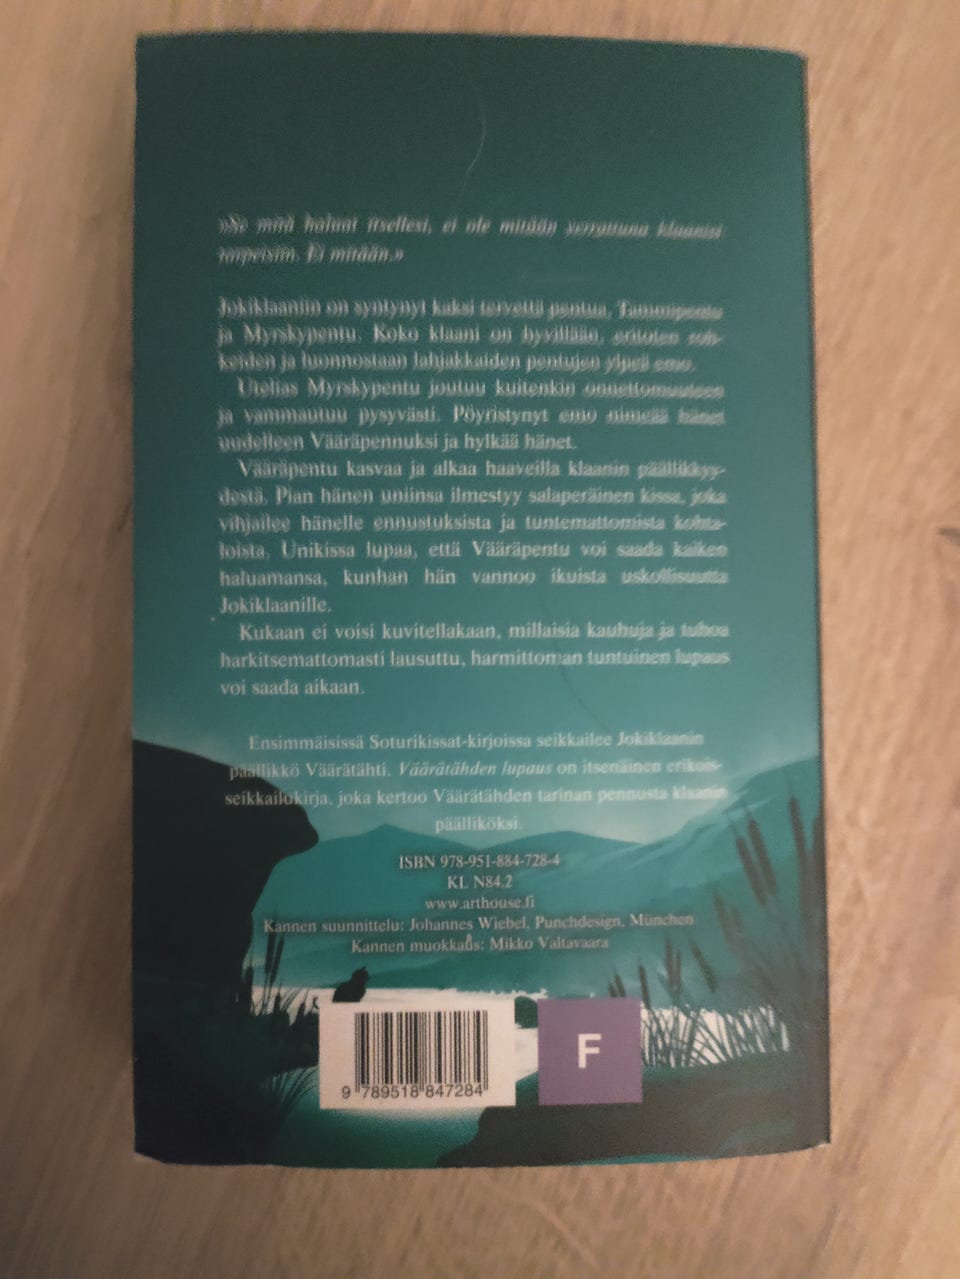 »Se mitä haluat itsellesi, ei ole mitään verrattuna klaanisi
tarpeisiin. Ei mitään.»
Jokiklaaniin on syntynyt kaksi tervettä pentua, Tammipentu
ja Myrskypentu. Koko klaani on hyvillään, eritoten roh-
keiden ja luonnostaan lahjakkaiden pentujen ylpeä emo.
Utelias Myrskypentu joutuu kuitenkin onnettomuuteen
ja vammautuu pysyvästi. Pöyristynyt emo nimeää hänet
uudelleen Vääräpennuksi ja hylkää hänet.
Vääräpentu kasvaa ja alkaa haaveilla klaanin päällikkyy-
destä. Pian hänen uniinsa ilmestyy salaperäinen kissa, joka
vihjailee hänelle ennustuksista ja tuntemattomista kohta-
loista. Unikissa lupaa, että Vääräpentu voi saada kaiken
haluamansa, kunhan hän vannoo ikuista uskollisuutta
Jokiklaanille.
Kukaan ei voisi kuvitellakaan, millaisia kauhuja ja tuhoa
harkitsemattomasti lausuttu, harmittoman tuntuinen lupaus
voi saada aikaan.
Ensimmäisissä Soturikissat-kirjoissa seikkailee Jokiklaanin
päällikkö Väärätähti. Väärätähden lupaus on itsenäinen erikois-
seikkailukirja, joka kertoo Väärätähden tarinan pennusta klaanin
päälliköksi.
ISBN 978-951-884-728-4
KL N84.2
www.arthouse.fi
Kannen suunnittelu: Johannes Wiebel, Punchdesign, München
Kannen muokkaus: Mikko Valtavaara
F
9 789518 847284